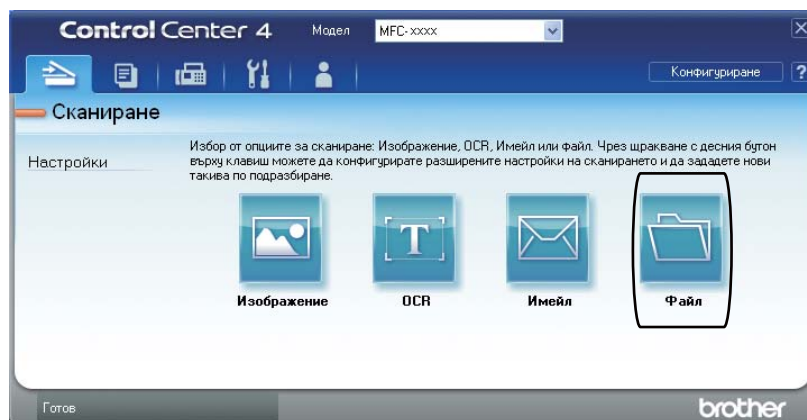 Control Center 4 Модел MFC-xxxx
Конфигуриране ?
Сканиране
Избор от опциите за сканиране: Изображение, OCR, Имейл или файл. Чрез щракване с десния бутон
Настройки върху клавиш можете да конфигурирате разширените настройки на сканирането и да зададете нови
такива по подразбиране.
T
Изображение OCR Имейл Файл
Готов brother